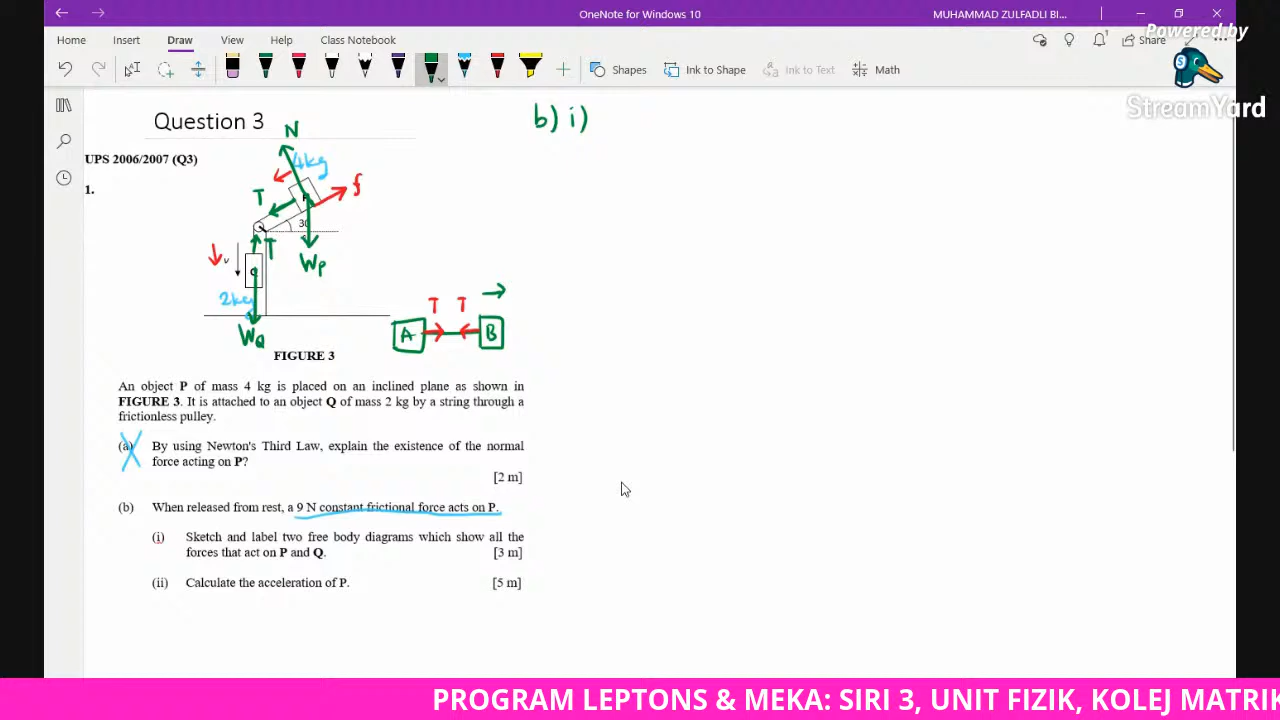 OneNote for Windows 10
MUHAMMAD ZULFADLI BI...
Home Insert Draw View Help Class Notebook
Share
Powered by
Shapes Ink to Shape Ink to Text Math
StreamYard
Question 3
b) i)
N
UPS 2006/2007 (Q3)
4kg
1.
T
f
30
T
v
Q
WP
2kg
T T
WQ
A B
FIGURE 3
An object P of mass 4 kg is placed on an inclined plane as shown in
FIGURE 3. It is attached to an object Q of mass 2 kg by a string through a
frictionless pulley.
(a) By using Newton's Third Law, explain the existence of the normal
force acting on P?
[2 m]
(b) When released from rest, a 9 N constant frictional force acts on P.
(i) Sketch and label two free body diagrams which show all the
forces that act on P and Q. [3 m]
(ii) Calculate the acceleration of P. [5 m]
PROGRAM LEPTONS & MEKA: SIRI 3, UNIT FIZIK, KOLEJ MATRIK